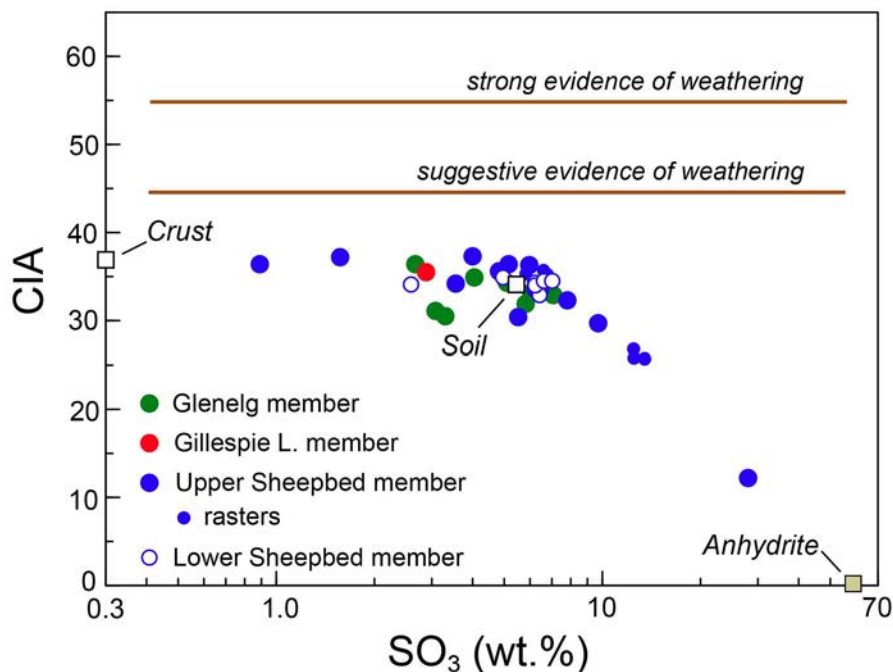 60
strong evidence of weathering
50
suggestive evidence of weathering
40
Crust
CIA
30
Soil
Glenelg member
20
Gillespie L. member
Upper Sheepbed member
rasters
10
Lower Sheepbed member
Anhydrite
0
0.3
1.0
10
70
SO₃ (wt.%)